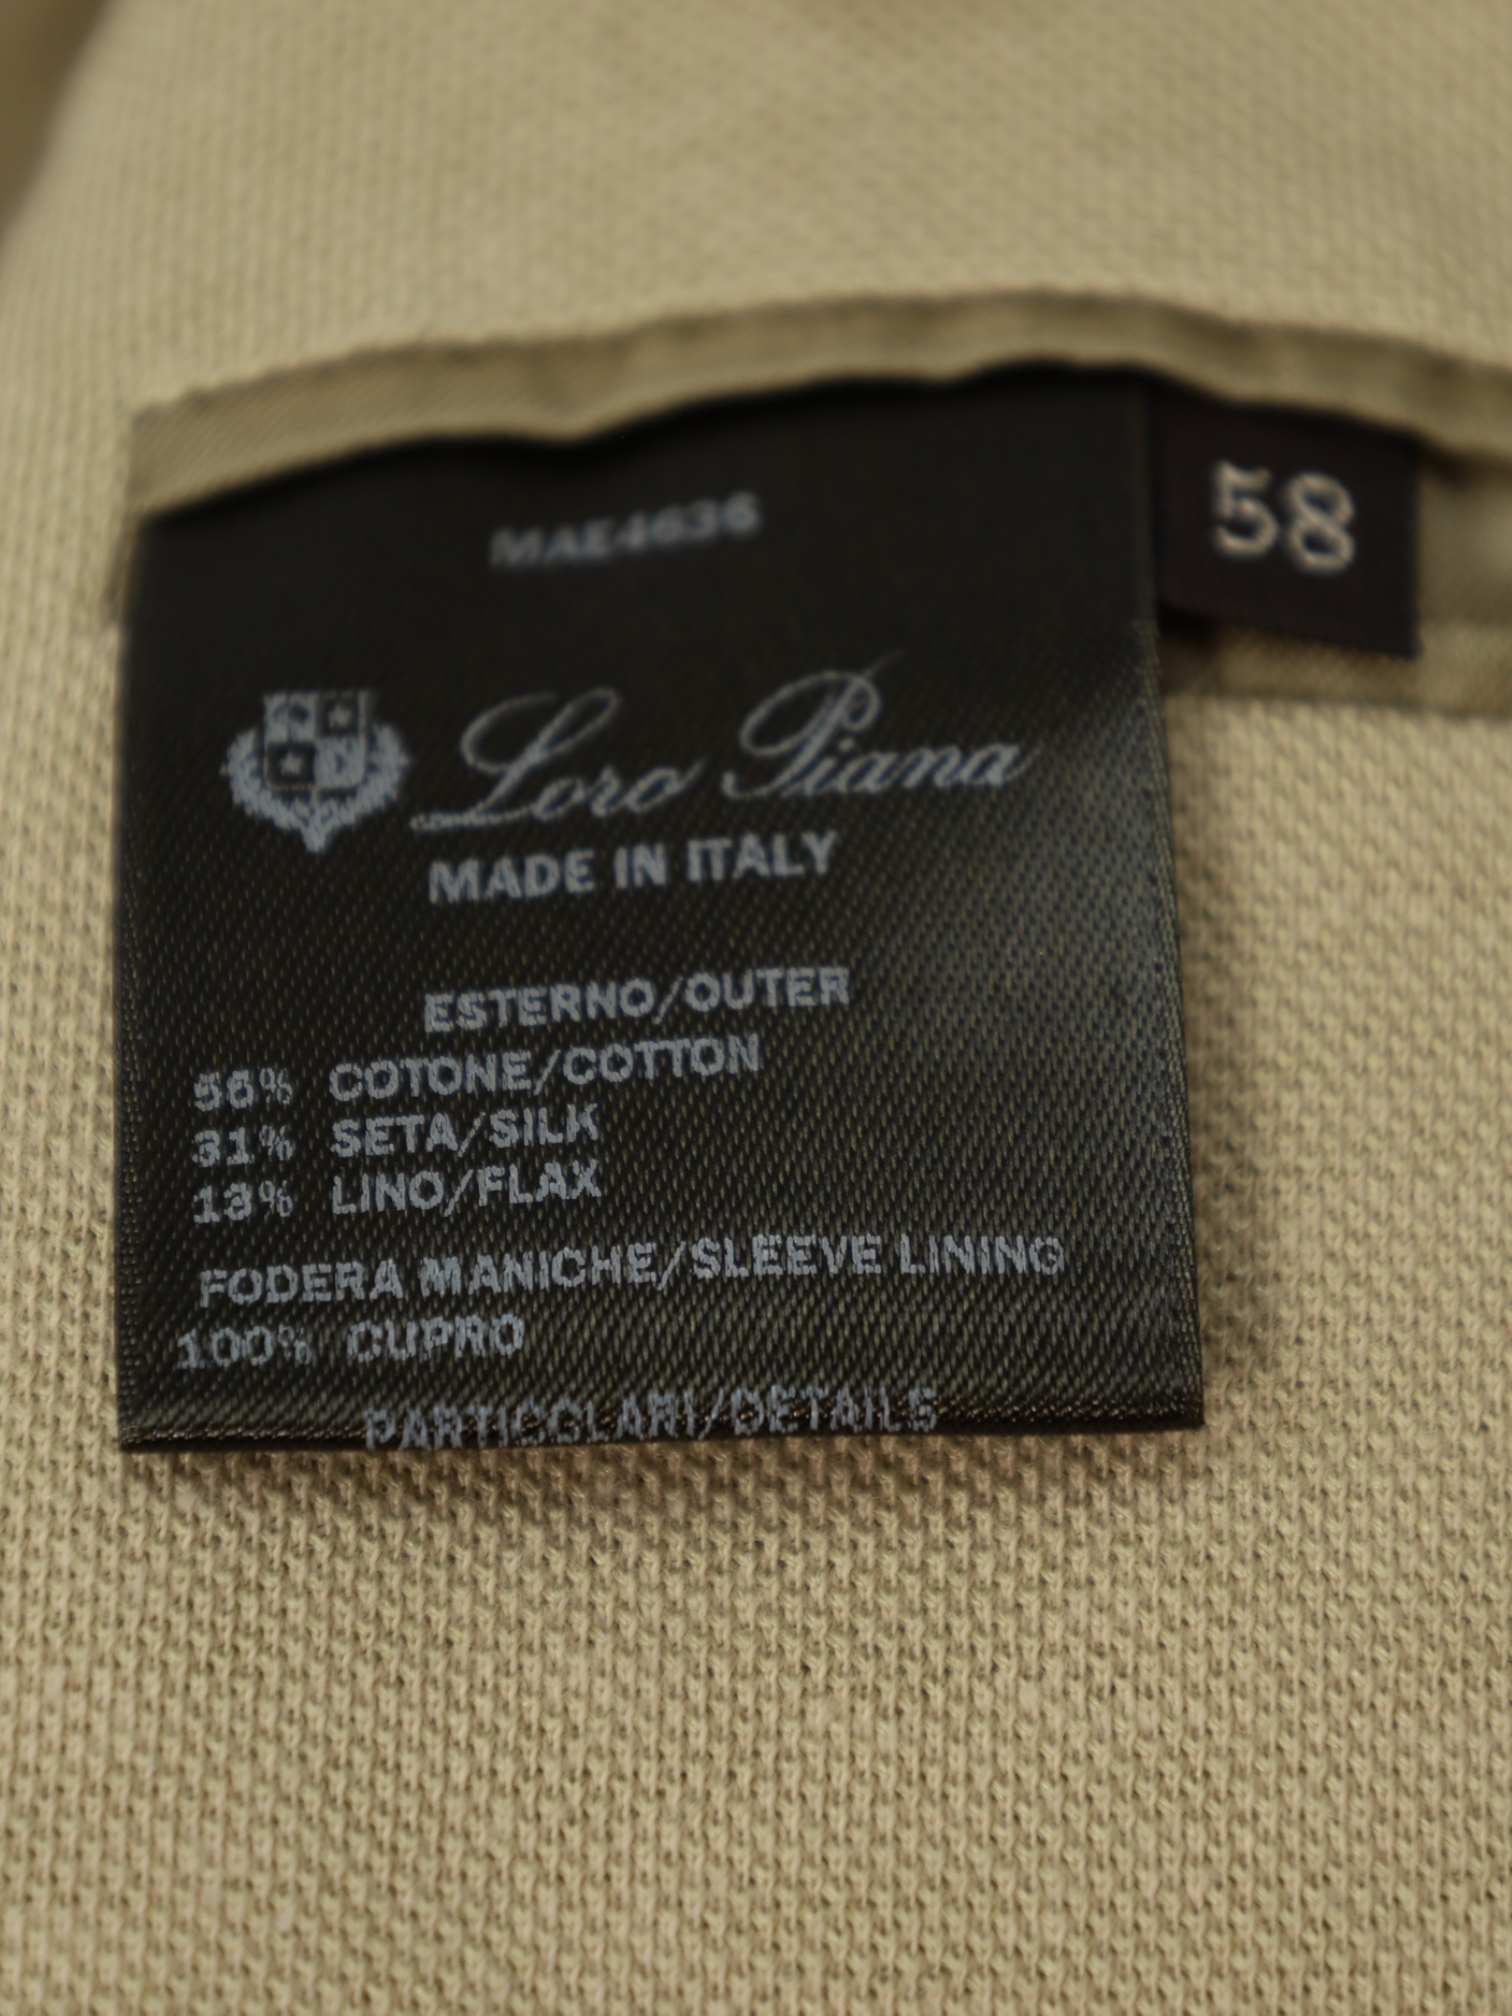 MAE4636
58
Loro Piana
MADE IN ITALY
ESTERNO/OUTER
56% COTONE/COTTON
31% SETA/SILK
13% LINO/FLAX
FODERA MANICHE/SLEEVE LINING
100% CUPRO
PARTICOLARI/DETAILS